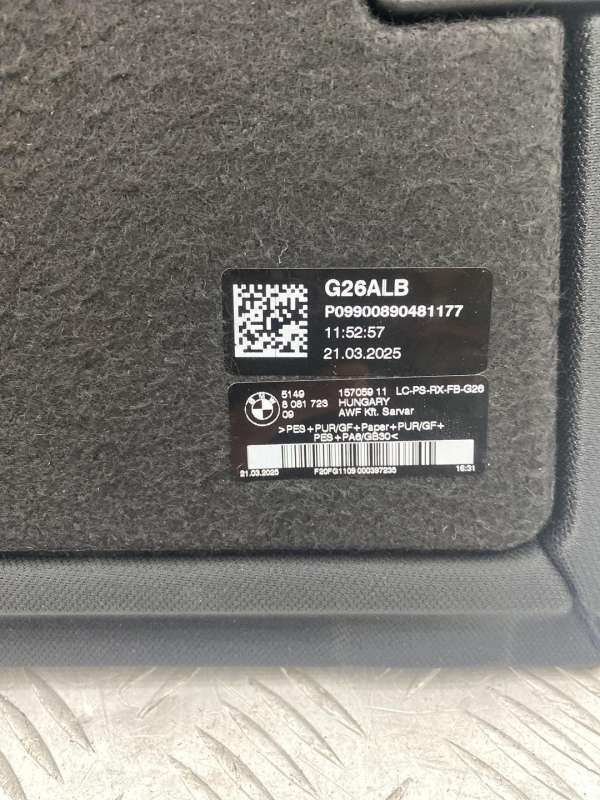 G26ALB
P09900890481177
11:52:57
21.03.2025
BMW
5149 157059 11 LC-PS-RX-FB-G26
8 081 723 HUNGARY
09 AWF Kft. Sarvar
>PES+PUR/GF+Paper+PUR/GF+
PES+PA6/GB30<
21.03.2025 F20FG1109 000397235 16:31